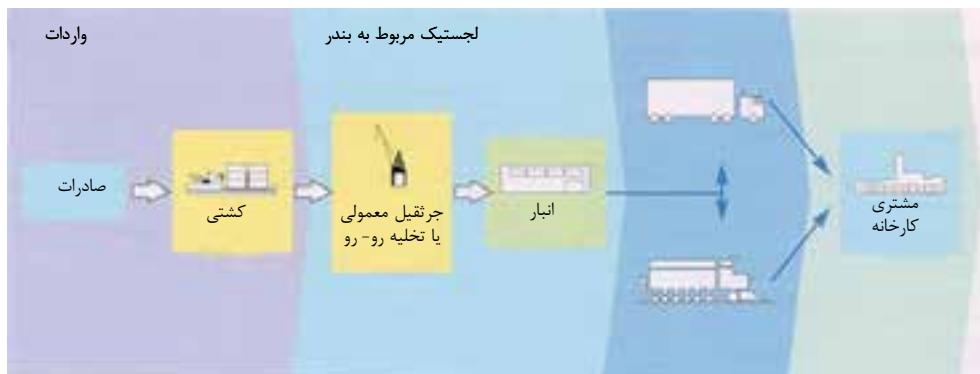 واردات
لجستیک مربوط به بندر
صادرات
کشتی
جرثقیل معمولی
یا تخلیه رو- رو
انبار
مشتری
کارخانه